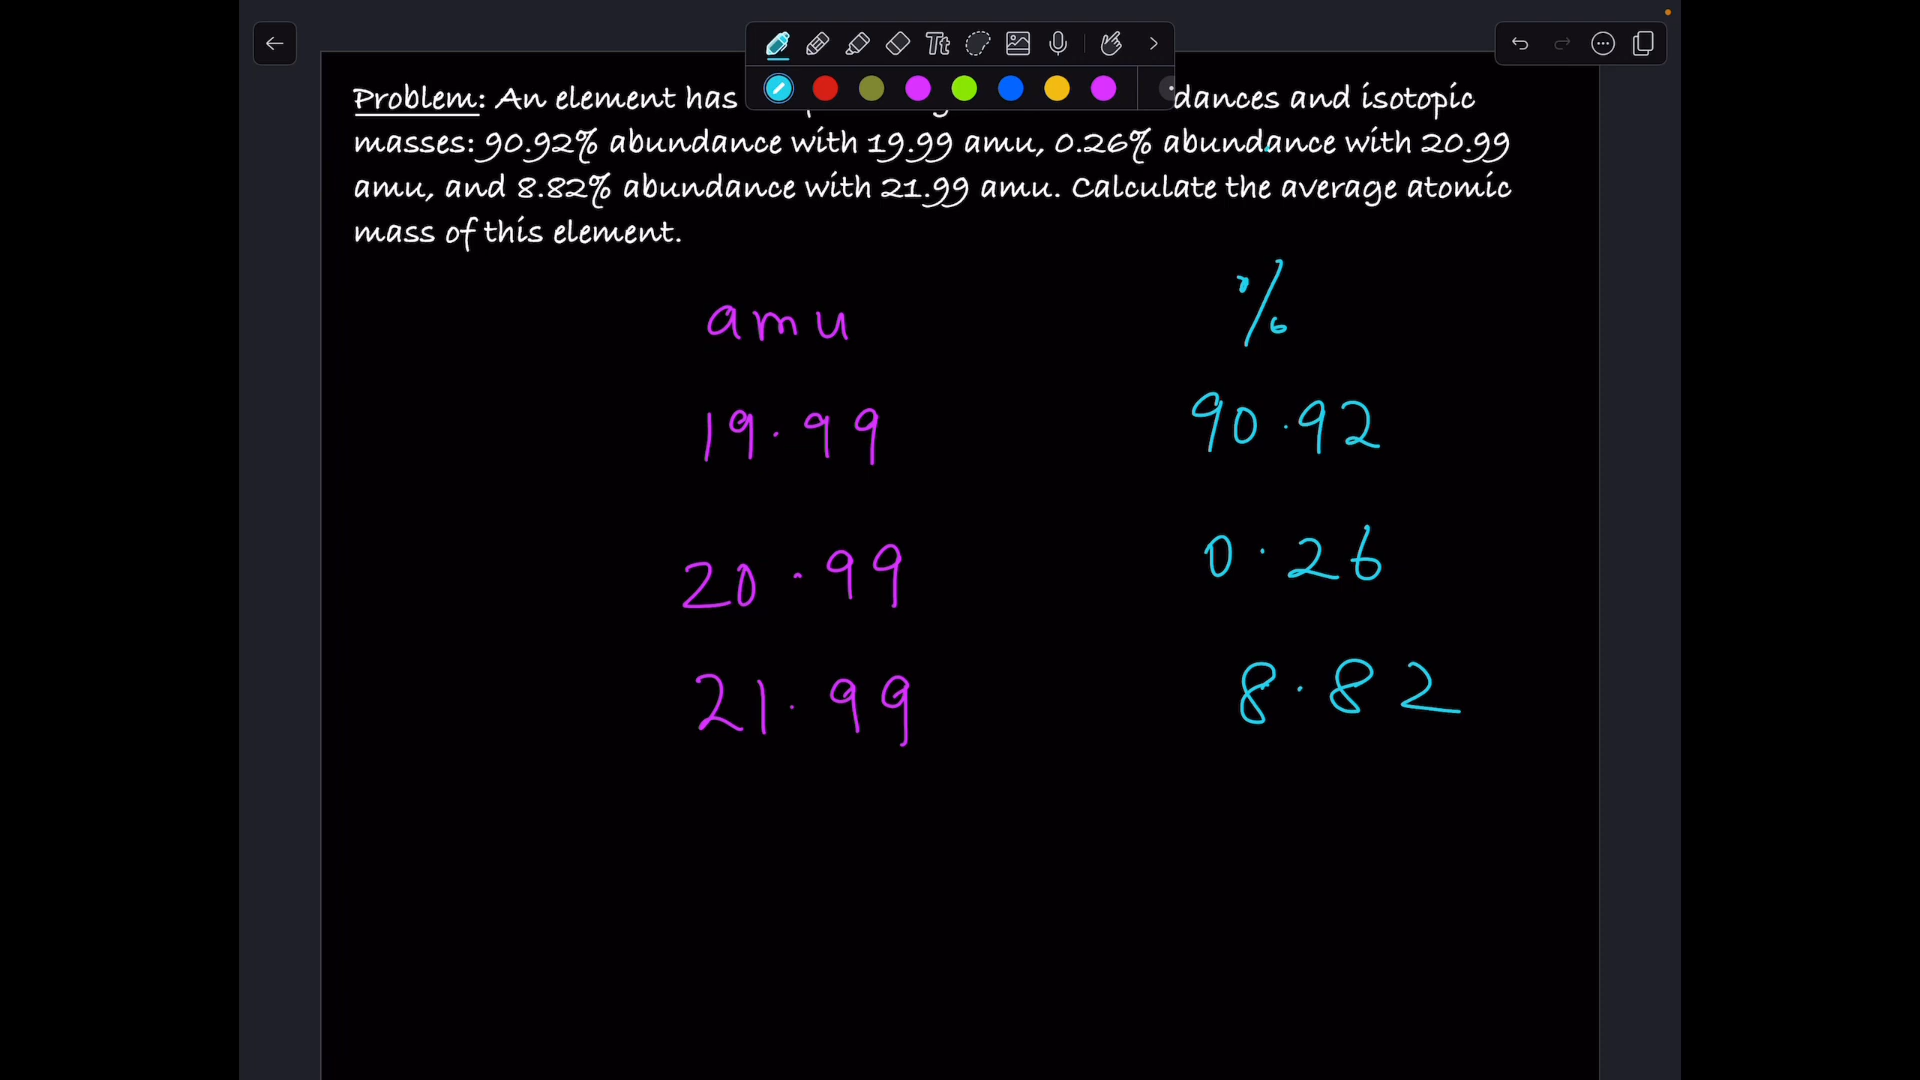 Tt
Problem: An element has dances and isotopic
masses: 90.92% abundance with 19.99 amu, 0.26% abundance with 20.99
amu, and 8.82% abundance with 21.99 amu. Calculate the average atomic
mass of this element.
amu %
19.99 90.92
20.99 0.26
21.99 8.82